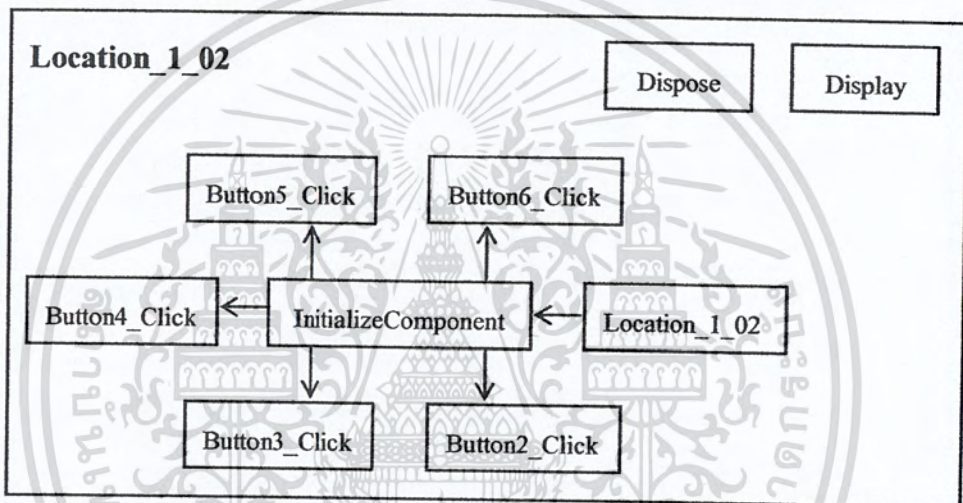 Location_1_02
Dispose
Display
Button5_Click
Button6_Click
Button4_Click
InitializeComponent
Location_1_02
Button3_Click
Button2_Click